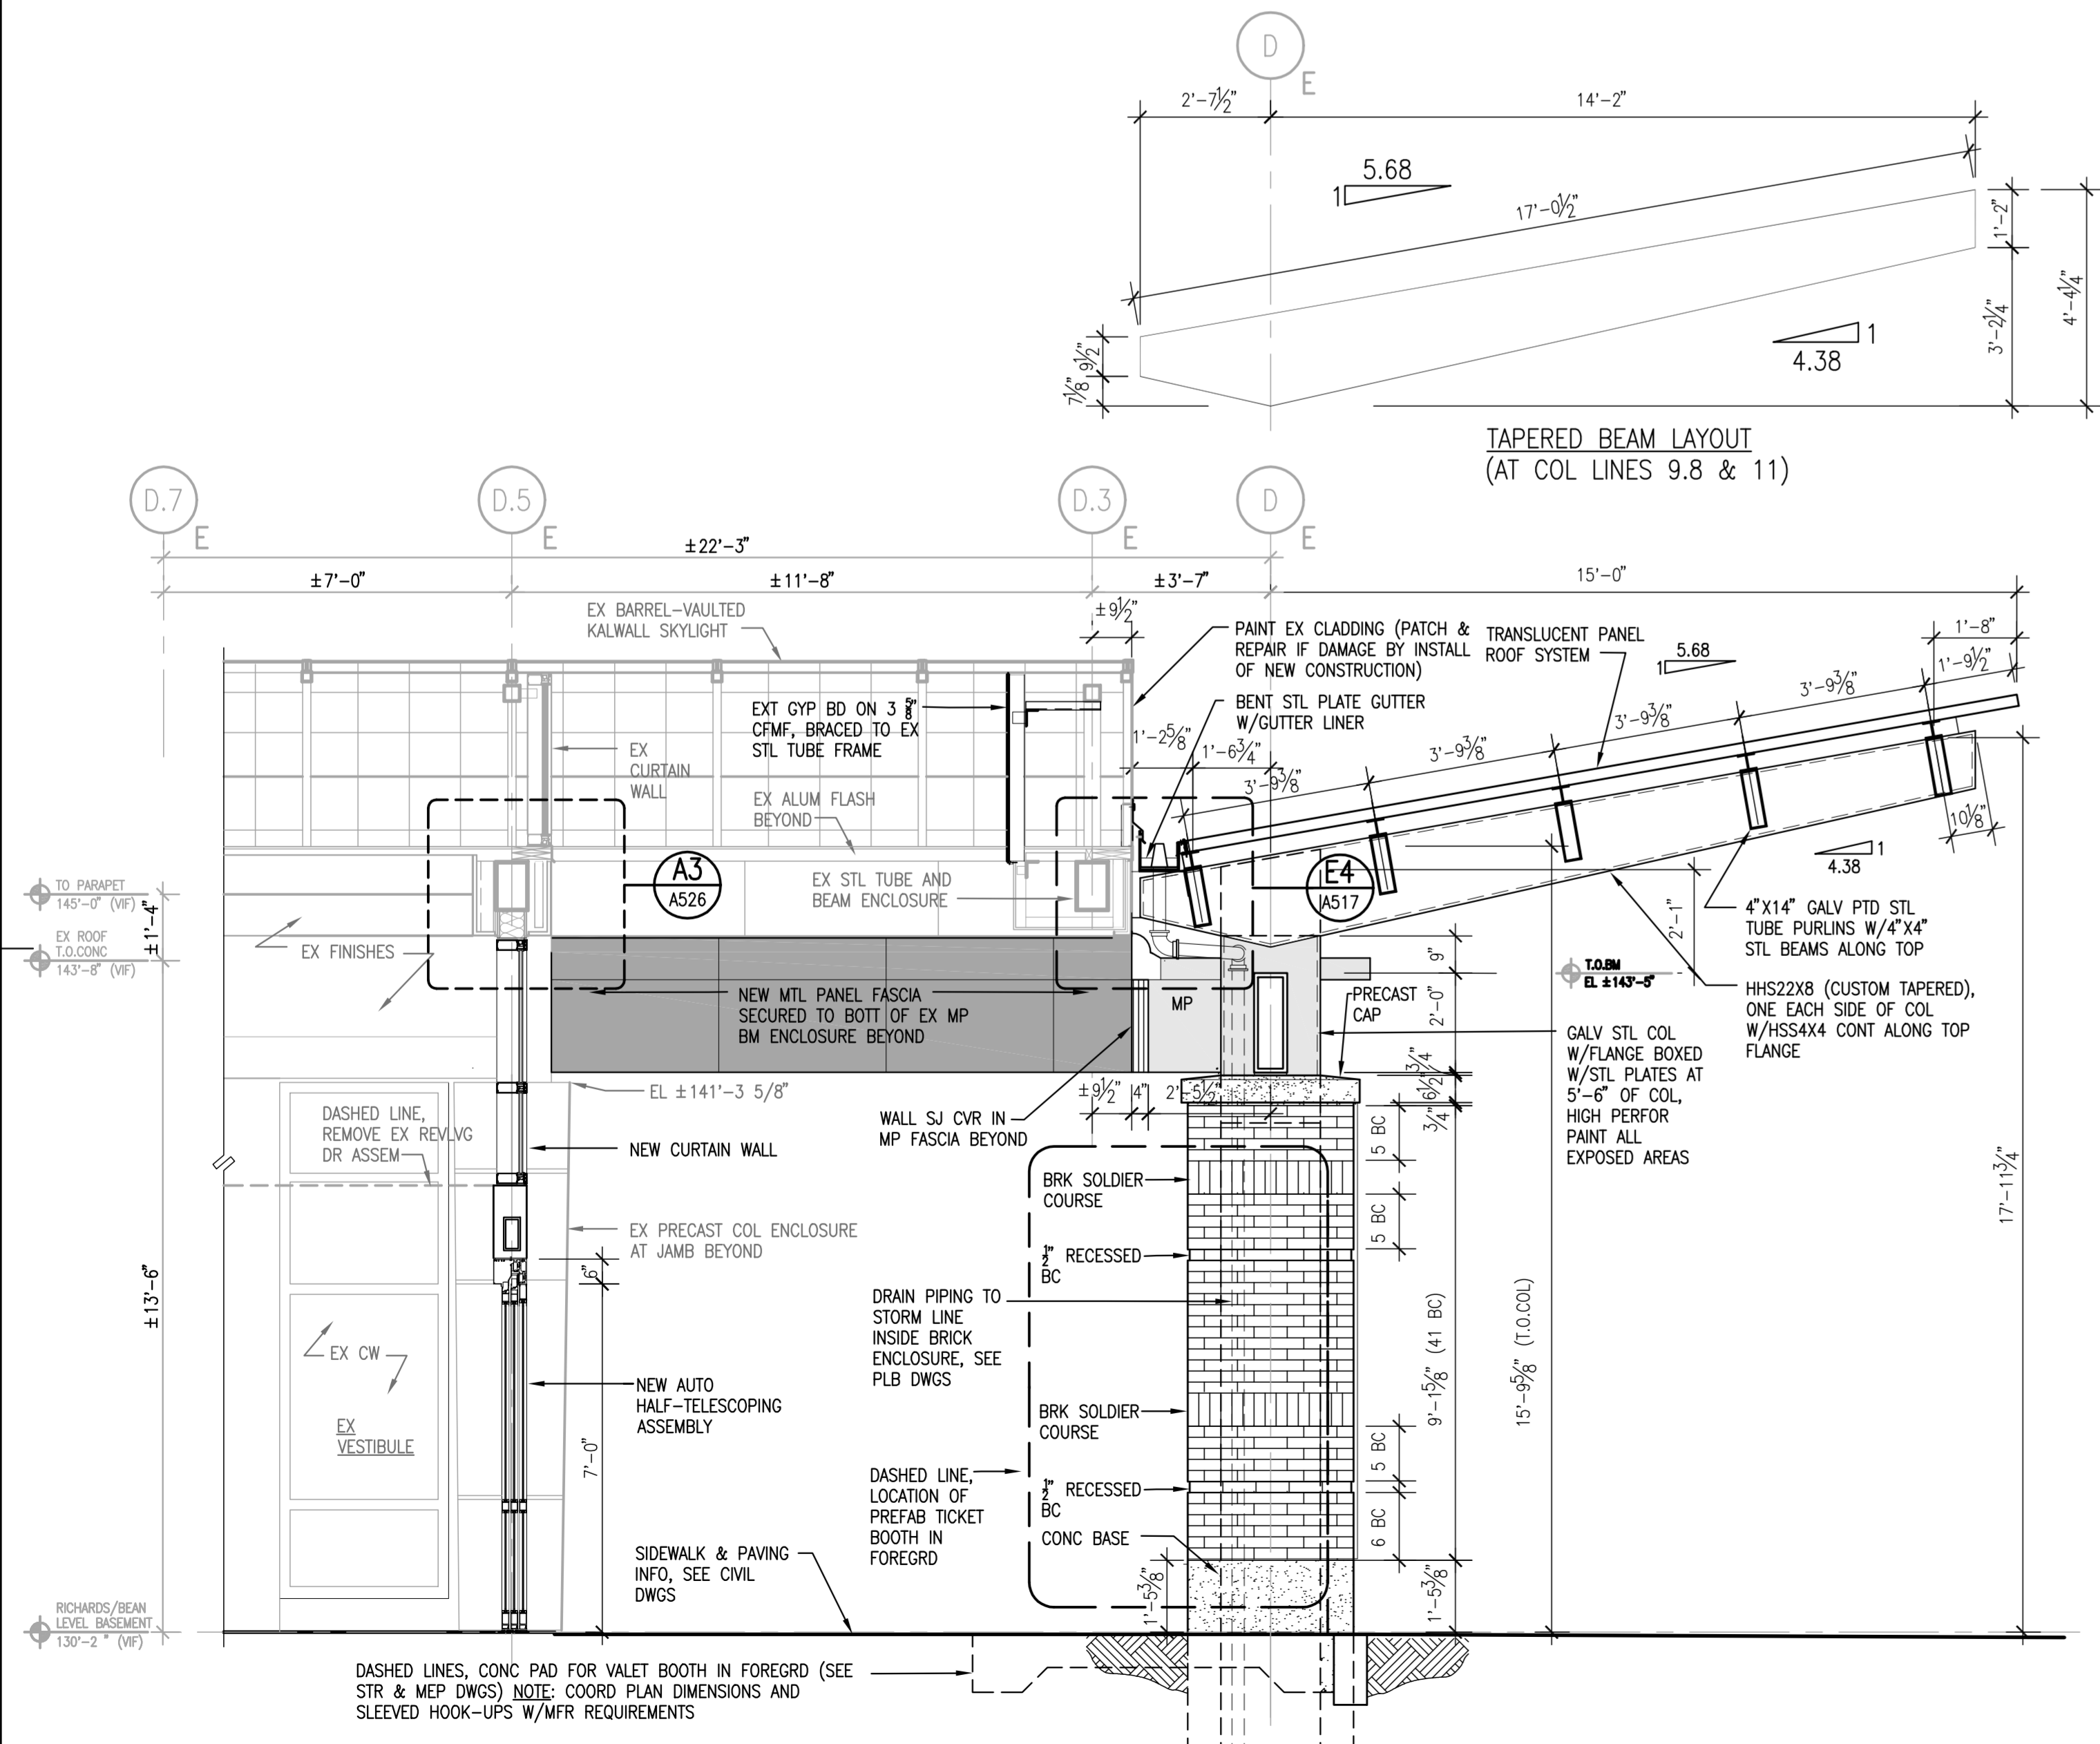 D
E
2'-7½"
14'-2"
5.68
1
17'-0½"
1'-2"
4'-4¼"
3'-2¼"
9½"
7⅛"
1
4.38
TAPERED BEAM LAYOUT
(AT COL LINES 9.8 & 11)
D.7
E
D.5
E
D.3
E
D
E
±22'-3"
±7'-0"
±11'-8"
±3'-7"
15'-0"
±9½"
1'-8"
1'-9½"
EX BARREL-VAULTED
KALWALL SKYLIGHT
PAINT EX CLADDING (PATCH &
REPAIR IF DAMAGE BY INSTALL
OF NEW CONSTRUCTION)
TRANSLUCENT PANEL
ROOF SYSTEM
5.68
1
BENT STL PLATE GUTTER
W/GUTTER LINER
EXT GYP BD ON 3 ⅝"
CFMF, BRACED TO EX
STL TUBE FRAME
EX
CURTAIN
WALL
1'-2⅝"
1'-6¾"
3'-9⅜"
3'-9⅜"
3'-9⅜"
3'-9⅜"
10⅛"
EX ALUM FLASH
BEYOND
A3
A526
EX STL TUBE AND
BEAM ENCLOSURE
E4
A517
1
4.38
TO PARAPET
145'-0" (VIF)
±1'-4"
EX ROOF
T.O.CONC
143'-8" (VIF)
EX FINISHES
2'-1"
4"X14" GALV PTD STL
TUBE PURLINS W/4"X4"
STL BEAMS ALONG TOP
T.O.BM
EL ±143'-5"
HHS22X8 (CUSTOM TAPERED),
ONE EACH SIDE OF COL
W/HSS4X4 CONT ALONG TOP
FLANGE
9"
2'-0"
NEW MTL PANEL FASCIA
SECURED TO BOTT OF EX MP
BM ENCLOSURE BEYOND
MP
PRECAST
CAP
GALV STL COL
W/FLANGE BOXED
W/STL PLATES AT
5'-6" OF COL,
HIGH PERFOR
PAINT ALL
EXPOSED AREAS
EL ±141'-3 5/8"
±9½"
4"
2'-5½"
¾"
6½"
¾"
DASHED LINE,
REMOVE EX REVLVG
DR ASSEM
WALL SJ CVR IN
MP FASCIA BEYOND
NEW CURTAIN WALL
5 BC
BRK SOLDIER
COURSE
5 BC
17'-11¾"
EX PRECAST COL ENCLOSURE
AT JAMB BEYOND
½" RECESSED
BC
6"
±13'-6"
DRAIN PIPING TO
STORM LINE
INSIDE BRICK
ENCLOSURE, SEE
PLB DWGS
9'-1⅝" (41 BC)
15'-9⅝" (T.O.COL)
EX CW
NEW AUTO
HALF-TELESCOPING
ASSEMBLY
EX
VESTIBULE
7'-0"
BRK SOLDIER
COURSE
5 BC
DASHED LINE,
LOCATION OF
PREFAB TICKET
BOOTH IN
FOREGRD
½" RECESSED
BC
6 BC
CONC BASE
SIDEWALK & PAVING
INFO, SEE CIVIL
DWGS
1'-5⅜"
1'-5⅜"
RICHARDS/BEAN
LEVEL BASEMENT
130'-2 " (VIF)
DASHED LINES, CONC PAD FOR VALET BOOTH IN FOREGRD (SEE
STR & MEP DWGS) NOTE: COORD PLAN DIMENSIONS AND
SLEEVED HOOK-UPS W/MFR REQUIREMENTS